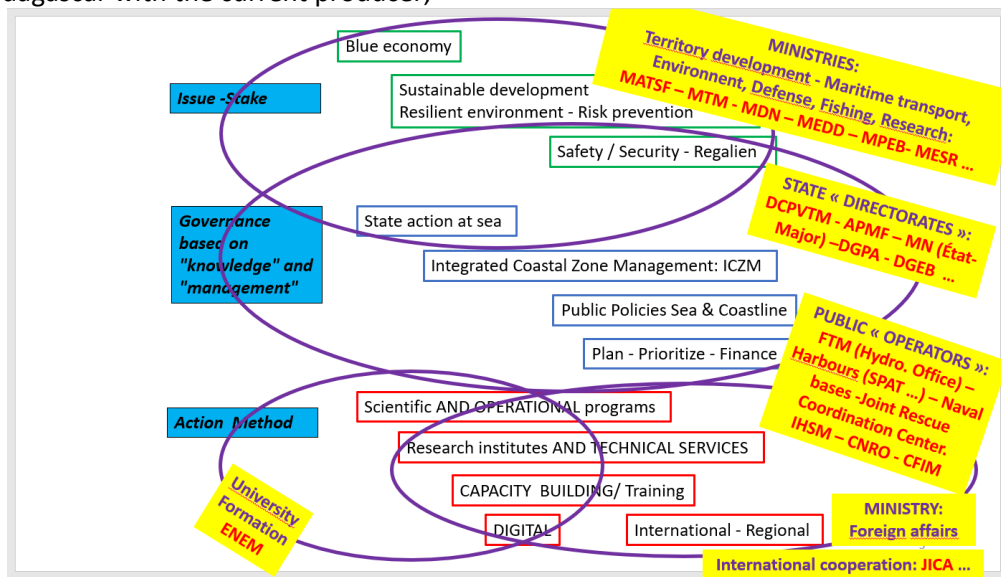 adagascar with the current producer)
Blue economy
Issue -Stake
Sustainable development
Resilient environment - Risk prevention
Safety / Security - Regalien
MINISTRIES:
Territory development - Maritime transport,
Environment, Defense, Fishing, Research:
MATSF – MTM - MDN – MEDD – MPEB- MESR ...
Governance
based on
"knowledge" and
"management"
State action at sea
Integrated Coastal Zone Management: ICZM
Public Policies Sea & Coastline
Plan - Prioritize - Finance
STATE « DIRECTORATES »:
DCPVTM - APMF – MN (État-
Major) –DGPA - DGEB ...
PUBLIC « OPERATORS »:
FTM (Hydro. Office) –
Harbours (SPAT ...) – Naval
bases -Joint Rescue
Coordination Center.
IHSM – CNRO - CFIM
Action Method
Scientific AND OPERATIONAL programs
Research institutes AND TECHNICAL SERVICES
CAPACITY BUILDING/ Training
DIGITAL
International - Regional
University
Formation
ENEM
MINISTRY:
Foreign affairs
International cooperation: JICA ...